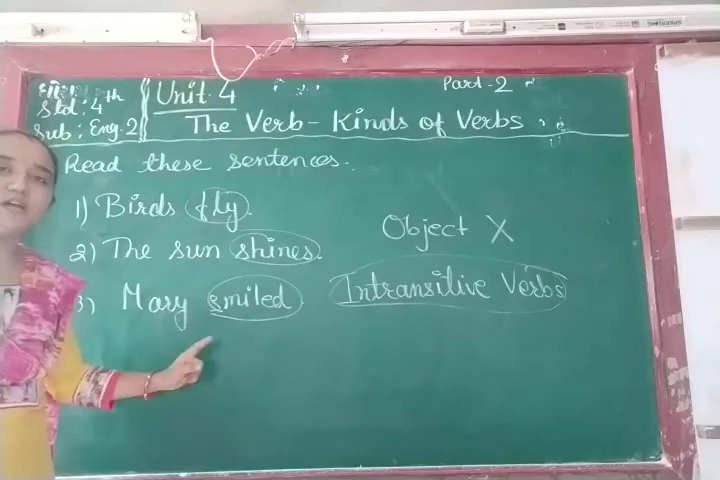 Std: 4th
Sub: Eng-2
Unit-4
Part-2
The Verb - Kinds of Verbs
Read these sentences.
1) Birds fly.
2) The sun shines.
Object X
3) Mary smiled.
Intransitive Verbs